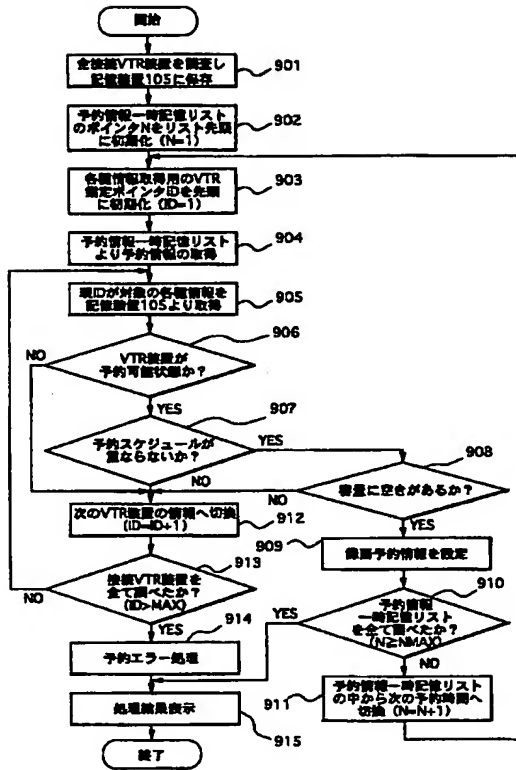 開始
全接続VTR装置を調査し
記憶装置105に保存
901
予約情報一時記憶リスト
のポインタNをリスト先頭
に初期化(N=1)
902
各種情報取得用のVTR
指定ポインタIDを先頭
に初期化(ID=1)
903
予約情報一時記憶リスト
より予約情報の取得
904
現IDが対象の各種情報を
記憶装置105より取得
905
906
VTR装置が
予約可能状態か?
NO
YES
907
予約スケジュールが
重ならないか?
YES
NO
908
容量に空きがあるか?
NO
YES
次のVTR装置の情報へ切換
(ID=ID+1)
912
909
録画予約情報を設定
913
接続VTR装置を
全て調べたか?
(ID>MAX)
NO
YES
910
予約情報
一時記憶リスト
を全て調べたか?
(N≧NMAX)
YES
NO
914
予約エラー処理
911
予約情報一時記憶リスト
の中から次の予約時間へ
切換(N=N+1)
処理結果表示
915
終了